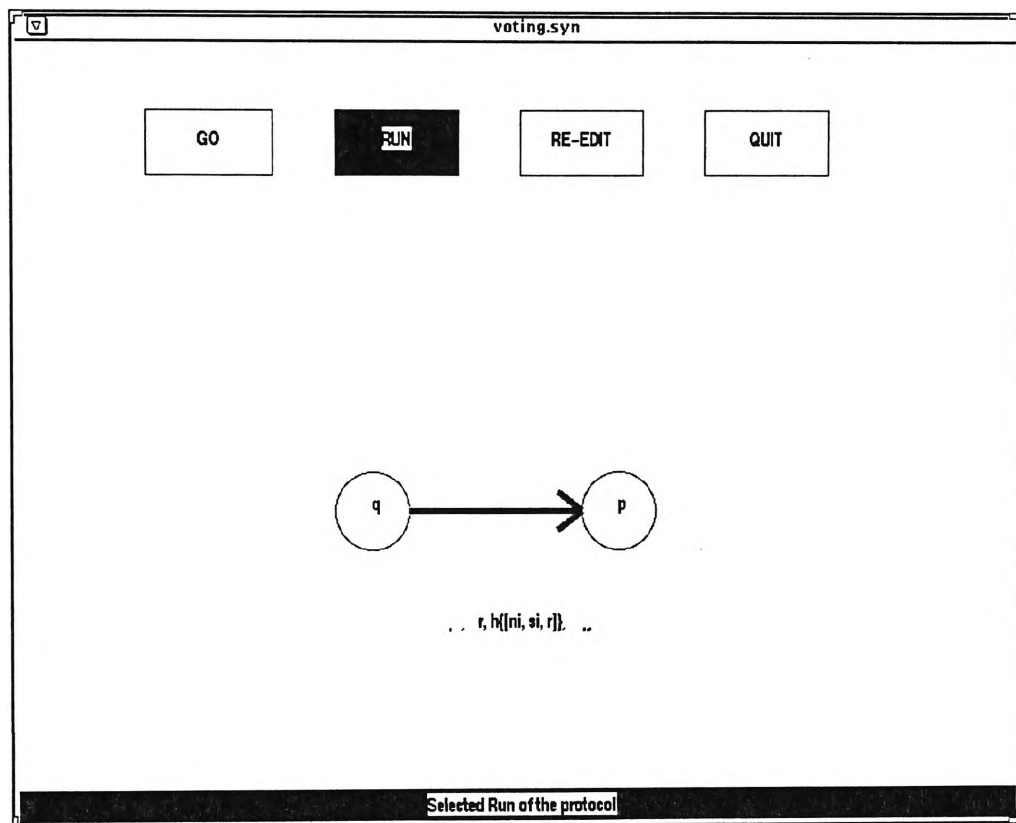 voting.syn
GO RUN RE-EDIT QUIT
q p
r, h{[ni, si, r]}
Selected Run of the protocol